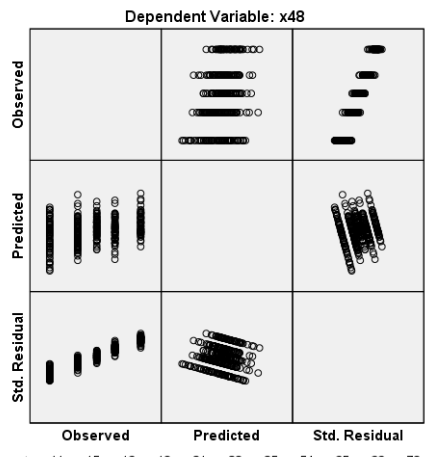 Dependent Variable: x48
Observed
Predicted
Std. Residual
Observed Predicted Std. Residual